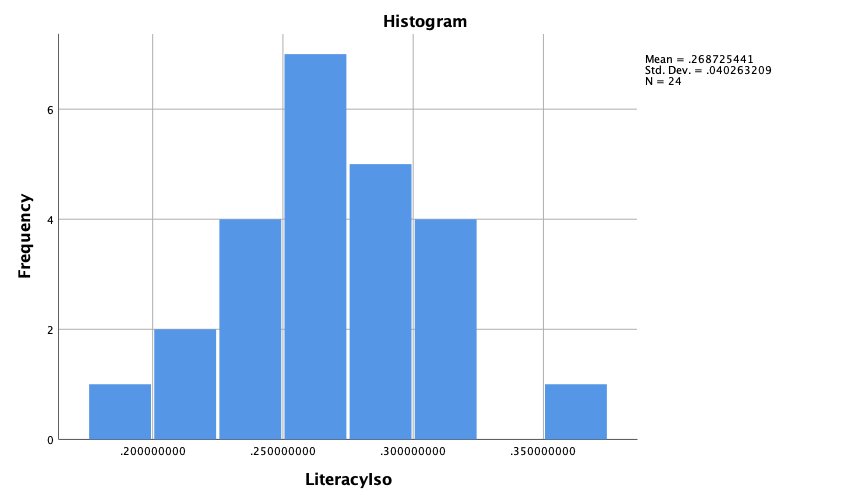 Histogram
Mean = .268725441
Std. Dev. = .040263209
N = 24
Frequency
6
4
2
0
.200000000 .250000000 .300000000 .350000000
LiteracyIso